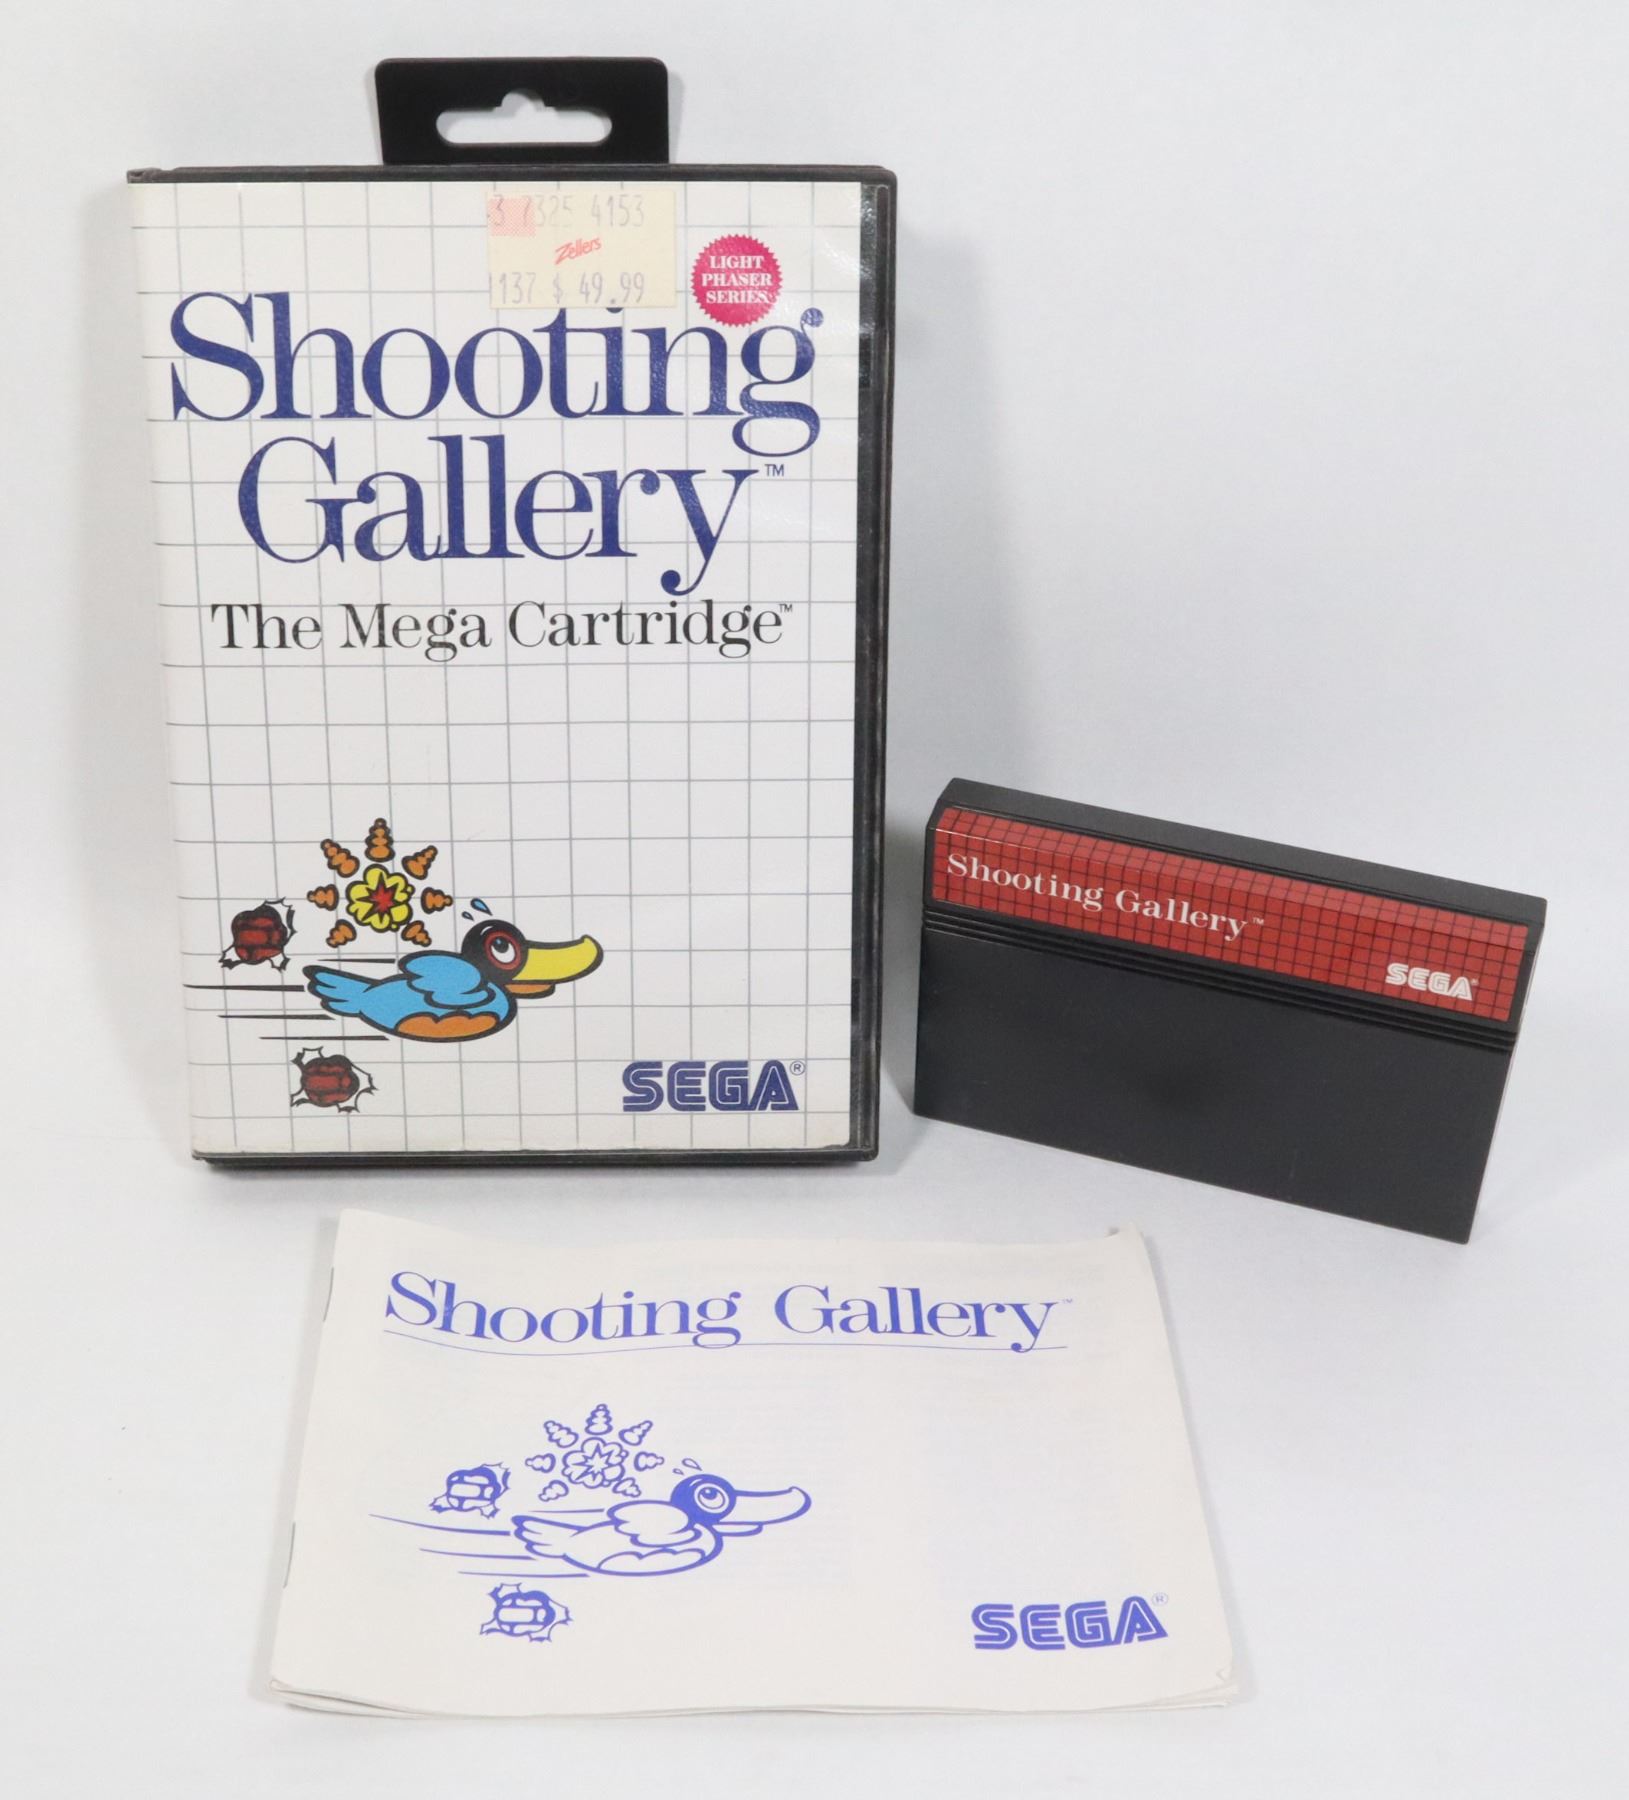 3 7325 4153
Zellers
1137 $ 49.99
LIGHT
PHASER
SERIES
Shooting
Gallery™
The Mega Cartridge™
SEGA®
Shooting Gallery™
SEGA®
Shooting Gallery™
SEGA®